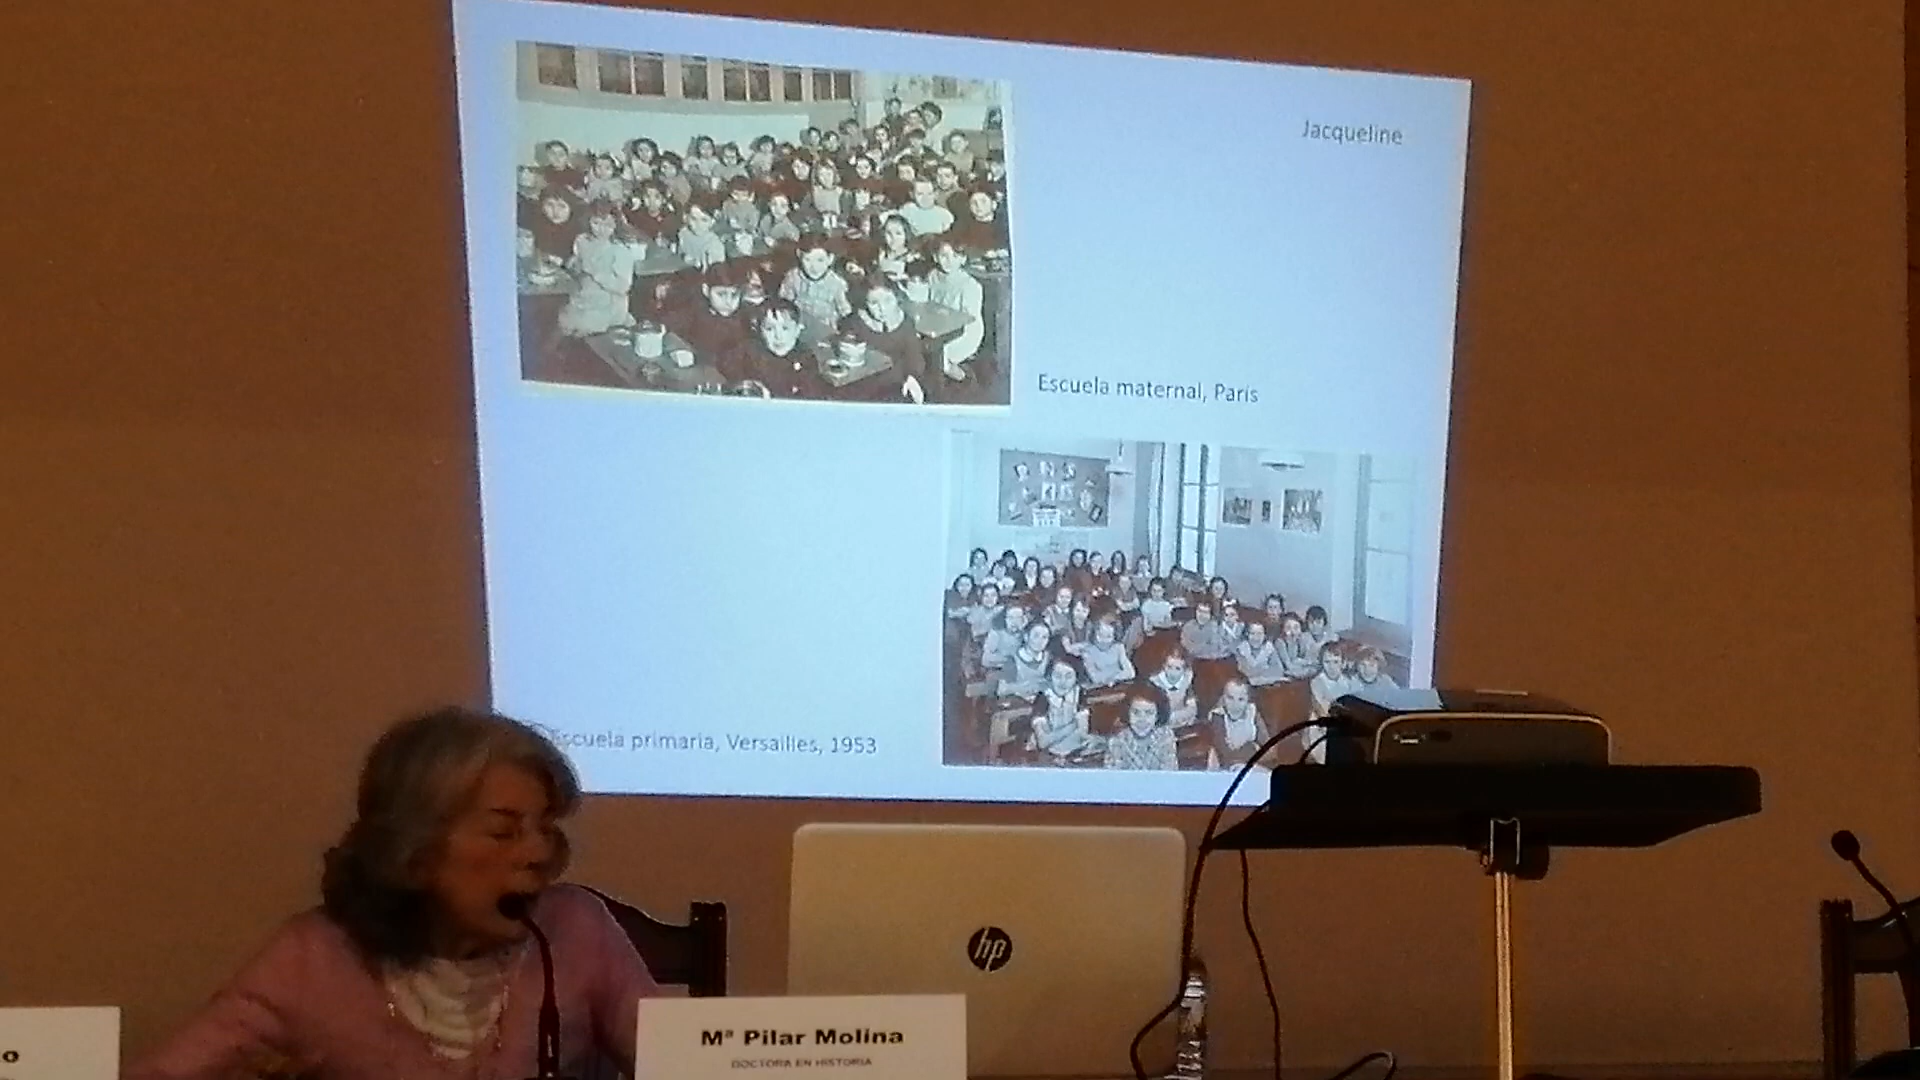 Jacqueline
Escuela maternal, París
Escuela primaria, Versailles, 1953
hp
Mª Pilar Molina
DOCTORA EN HISTORIA
o